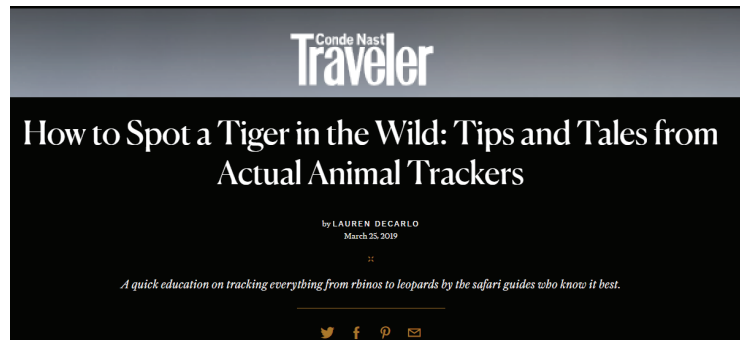 Conde Nast
Traveler
How to Spot a Tiger in the Wild: Tips and Tales from
Actual Animal Trackers
by LAUREN DECARLO
March 25, 2019
A quick education on tracking everything from rhinos to leopards by the safari guides who know it best.